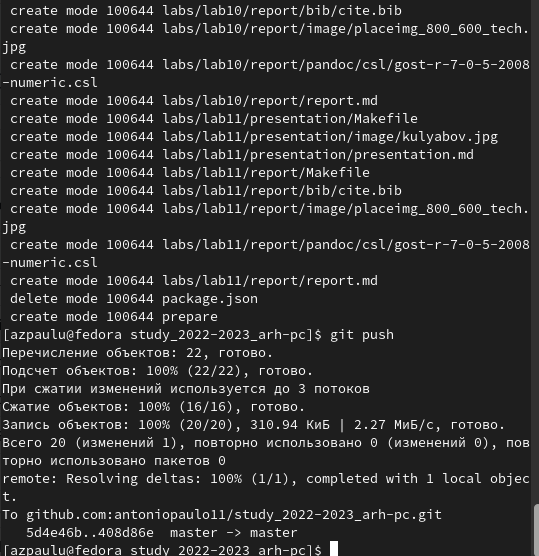 create mode 100644 labs/lab10/report/bib/cite.bib
create mode 100644 labs/lab10/report/image/placeimg_800_600_tech.
jpg
create mode 100644 labs/lab10/report/pandoc/csl/gost-r-7-0-5-2008
-numeric.csl
create mode 100644 labs/lab10/report/report.md
create mode 100644 labs/lab11/presentation/Makefile
create mode 100644 labs/lab11/presentation/image/kulyabov.jpg
create mode 100644 labs/lab11/presentation/presentation.md
create mode 100644 labs/lab11/report/Makefile
create mode 100644 labs/lab11/report/bib/cite.bib
create mode 100644 labs/lab11/report/image/placeimg_800_600_tech.
jpg
create mode 100644 labs/lab11/report/pandoc/csl/gost-r-7-0-5-2008
-numeric.csl
create mode 100644 labs/lab11/report/report.md
delete mode 100644 package.json
create mode 100644 prepare
[azpaulu@fedora study_2022-2023_arh-pc]$ git push
Перечисление объектов: 22, готово.
Подсчет объектов: 100% (22/22), готово.
При сжатии изменений используется до 3 потоков
Сжатие объектов: 100% (16/16), готово.
Запись объектов: 100% (20/20), 310.94 КиБ | 2.27 МиБ/с, готово.
Всего 20 (изменений 1), повторно использовано 0 (изменений 0), пов
торно использовано пакетов 0
remote: Resolving deltas: 100% (1/1), completed with 1 local objec
t.
To github.com:antoniopaulo11/study_2022-2023_arh-pc.git
5d4e46b..408d86e  master -> master
[azpaulu@fedora study_2022-2023_arh-pc]$